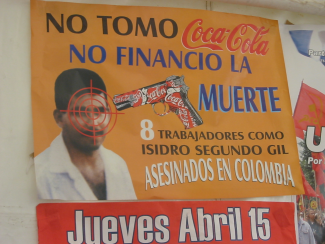 NO TOMO Coca-Cola
NO FINANCIO LA
MUERTE
8 TRABAJADORES COMO
ISIDRO SEGUNDO GIL
ASESINADOS EN COLOMBIA
Jueves Abril 15